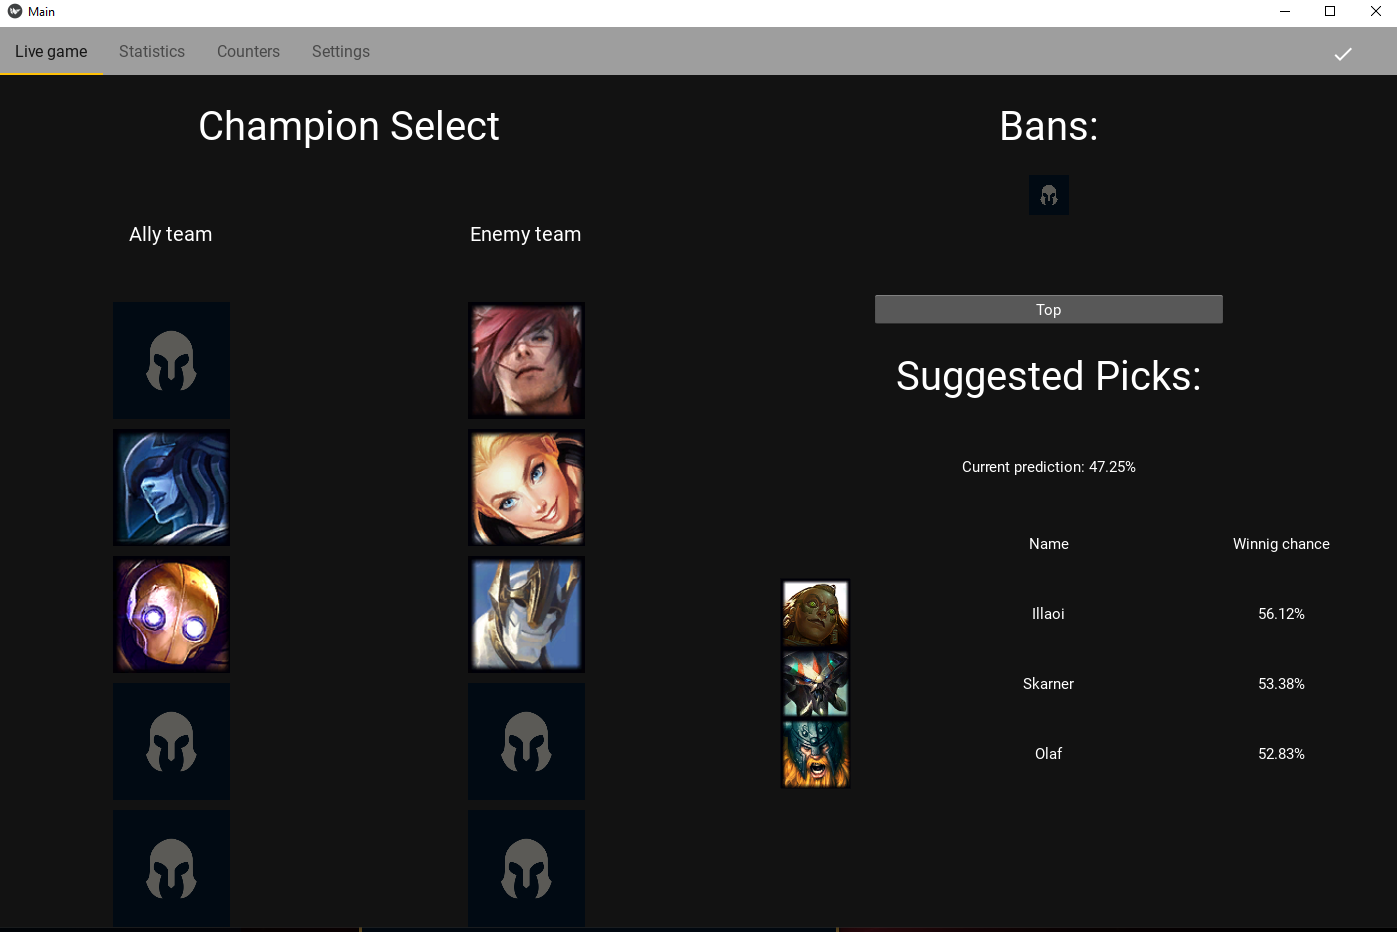 Main
Live game Statistics Counters Settings
Champion Select
Bans:
Ally team Enemy team
Top
Suggested Picks:
Current prediction: 47.25%
Name Winnig chance
Illaoi 56.12%
Skarner 53.38%
Olaf 52.83%